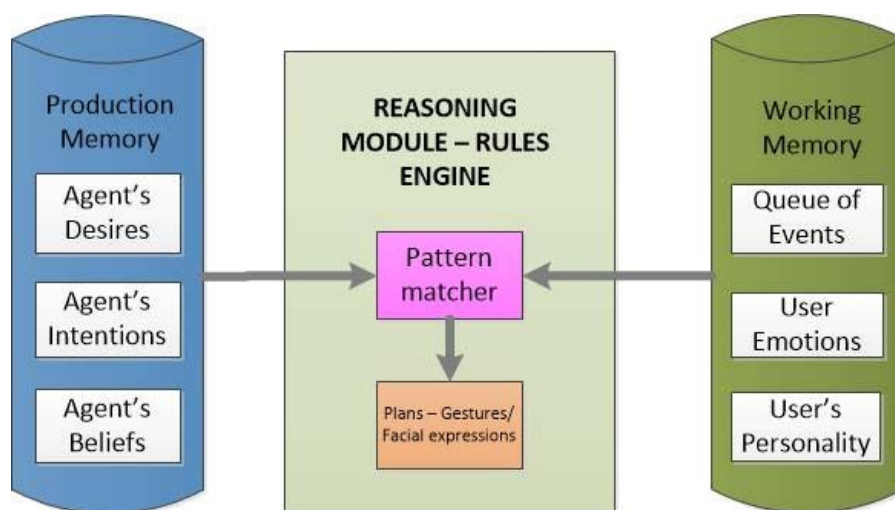 Production
Memory
Agent's
Desires
Agent's
Intentions
Agent's
Beliefs
REASONING
MODULE – RULES
ENGINE
Pattern
matcher
Plans – Gestures/
Facial expressions
Working
Memory
Queue of
Events
User
Emotions
User's
Personality